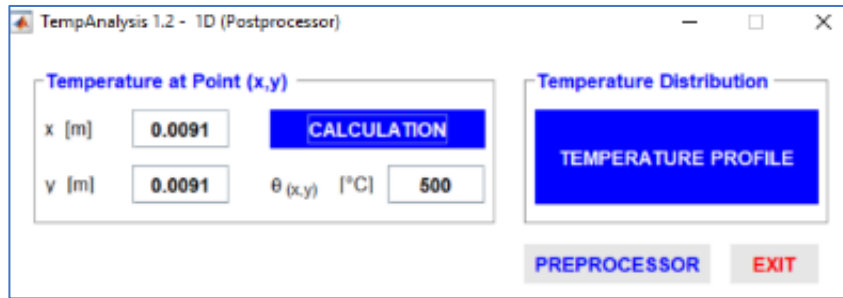 TempAnalysis 1.2 - 1D (Postprocessor)
Temperature at Point (x,y)
x [m] 0.0091 CALCULATION
y [m] 0.0091 θ (x,y) [°C] 500
Temperature Distribution
TEMPERATURE PROFILE
PREPROCESSOR EXIT